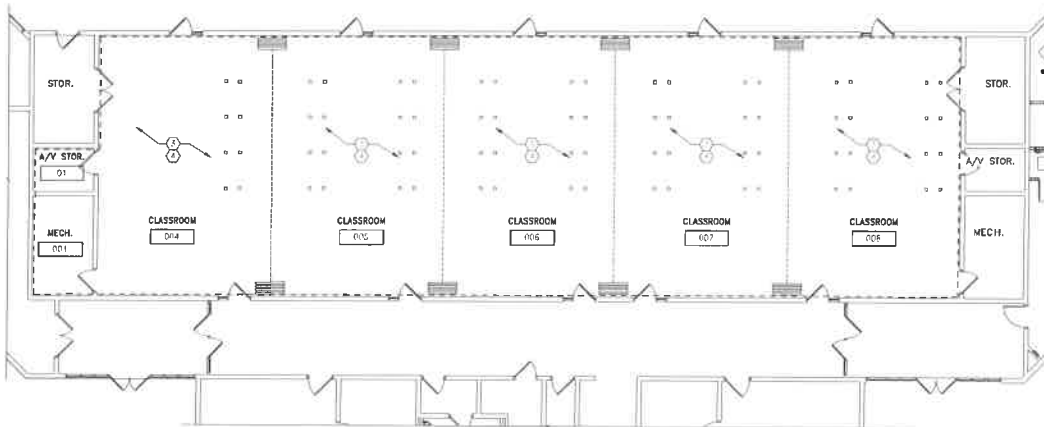 STOR.
STOR.
A/V STOR.
01
A/V STOR.
MECH.
001
CLASSROOM
004
CLASSROOM
005
CLASSROOM
006
CLASSROOM
007
CLASSROOM
008
MECH.